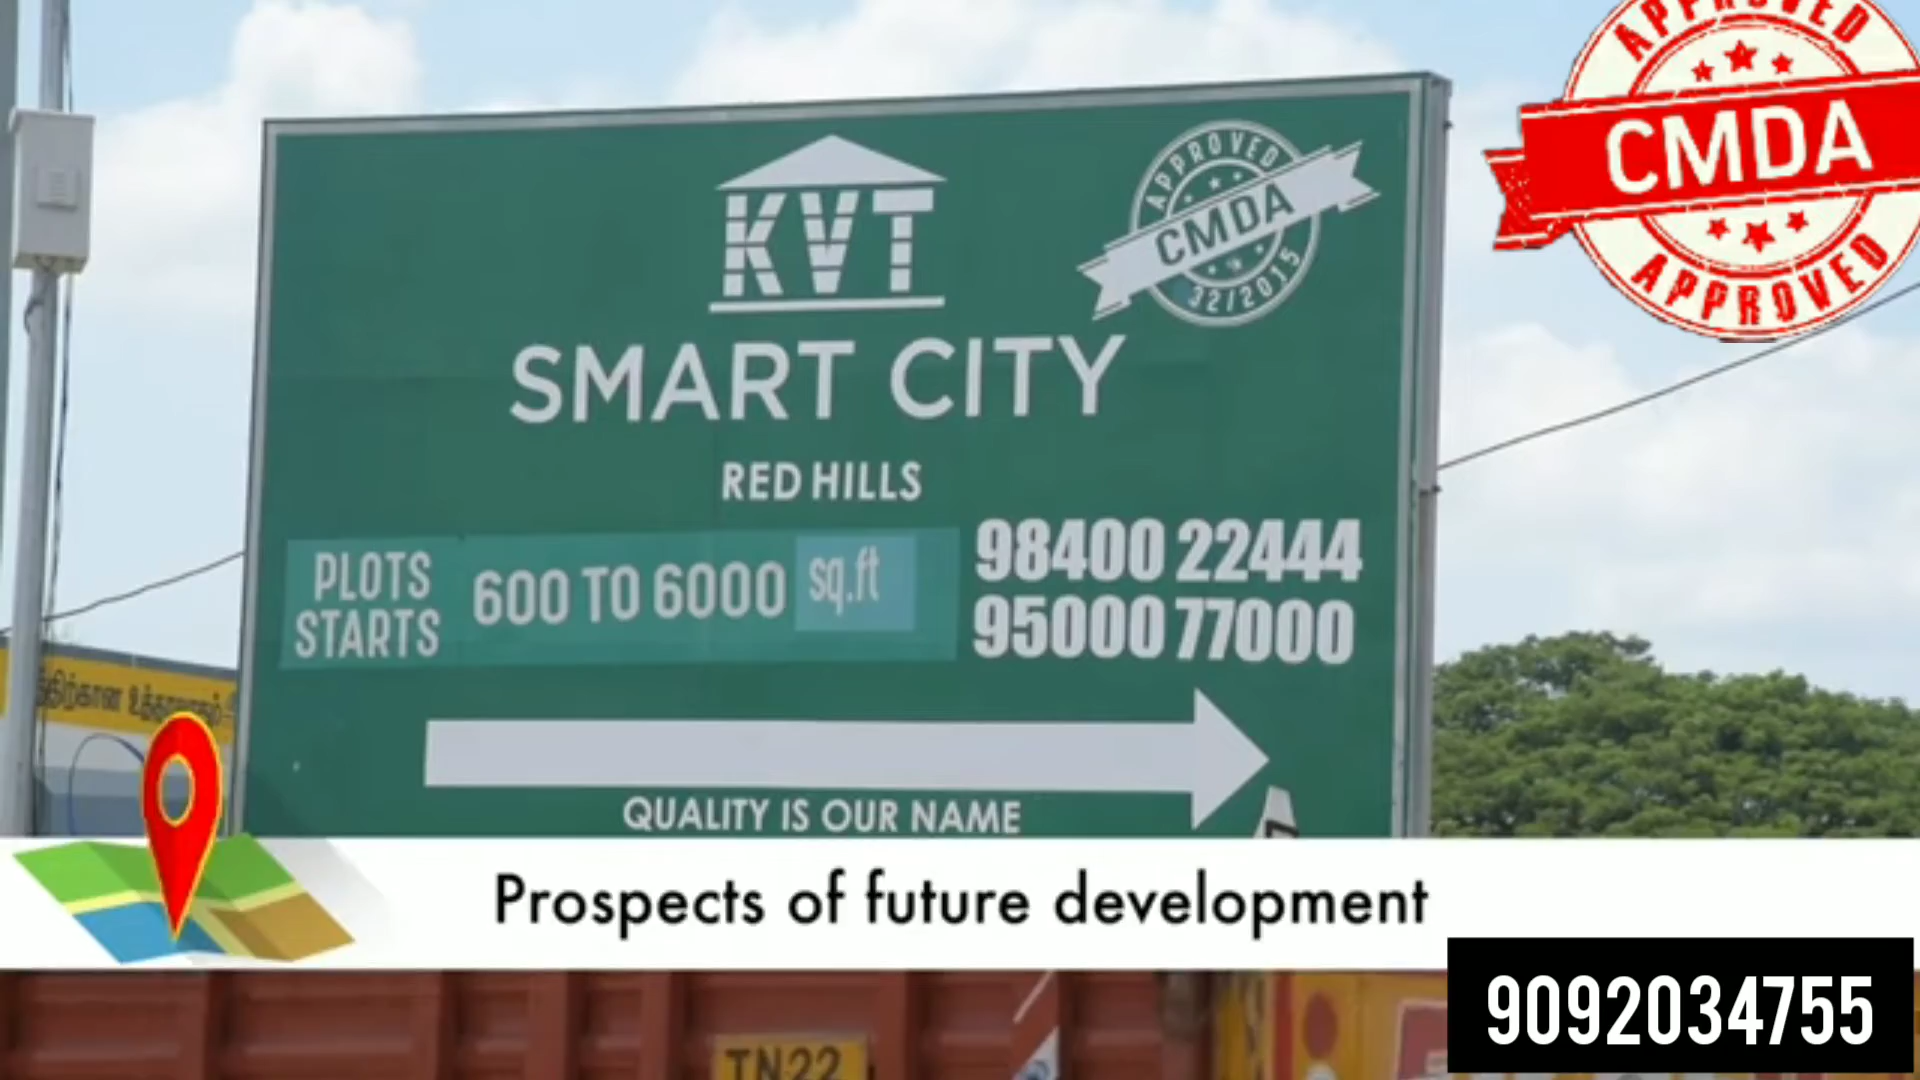 APPROVED
CMDA
APPROVED
KVT
APPROVED
CMDA
32/2015
SMART CITY
RED HILLS
PLOTS
STARTS
600 TO 6000 sq.ft
98400 22444
95000 77000
QUALITY IS OUR NAME
Prospects of future development
9092034755
TN22